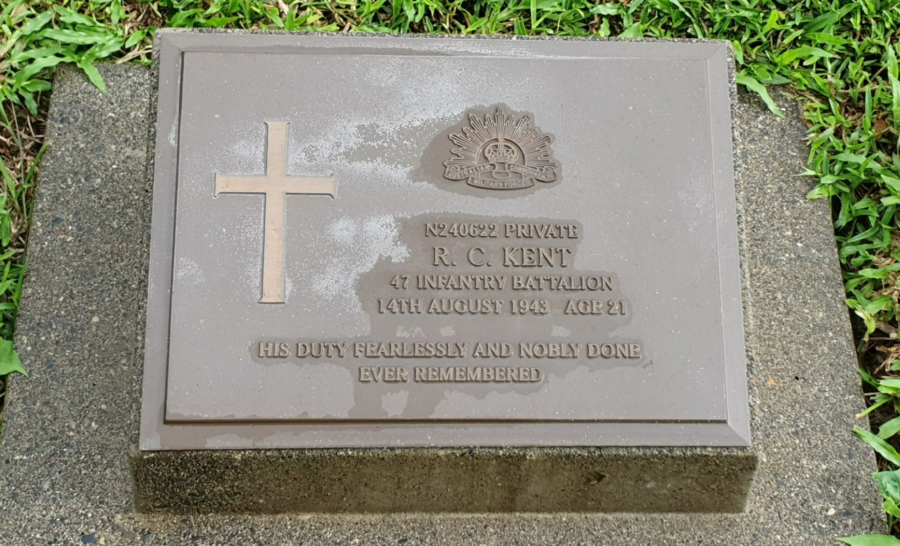 N240622 PRIVATE
R. C. KENT
47 INFANTRY BATTALION
14TH AUGUST 1943 AGE 21
HIS DUTY FEARLESSLY AND NOBLY DONE
EVER REMEMBERED